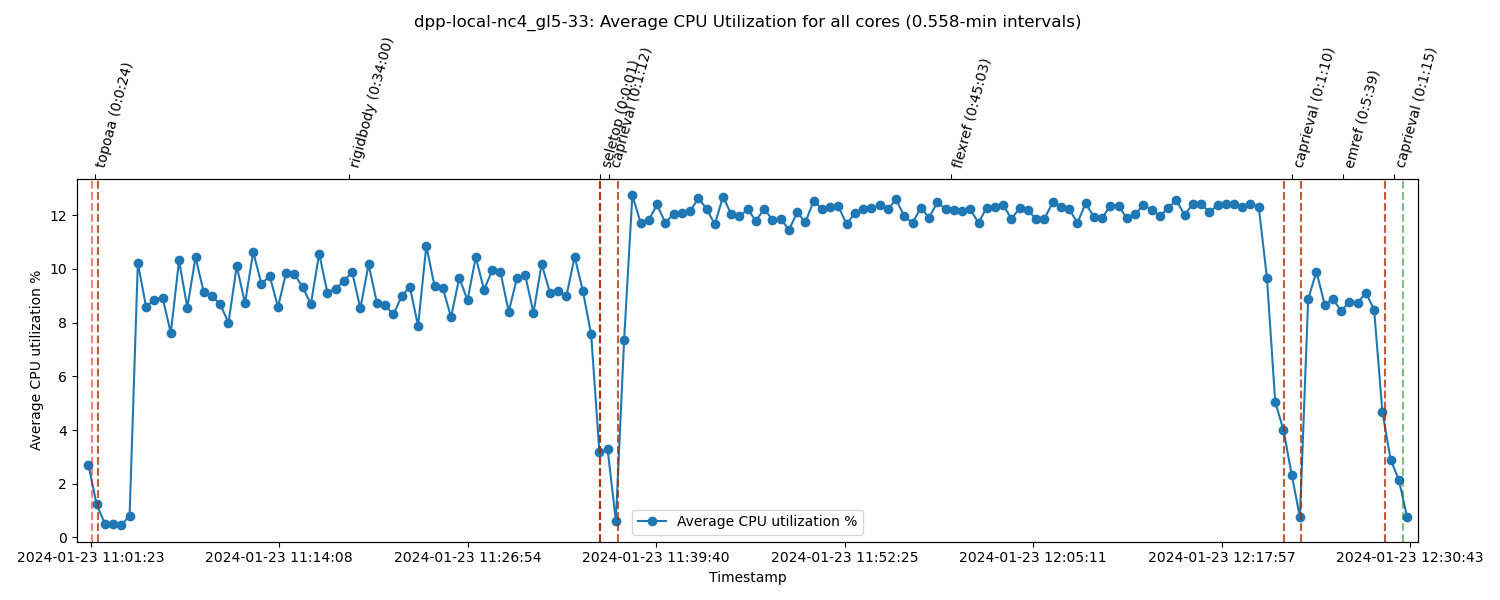 dpp-local-nc4_gl5-33: Average CPU Utilization for all cores (0.558-min intervals)
topoaa (0:0:24)
rigidbody (0:34:00)
seletop (0:0:01)
caprieval (0:1:12)
flexref (0:45:03)
caprieval (0:1:10)
emref (0:5:39)
caprieval (0:1:15)
Average CPU utilization %
12
10
8
6
4
2
0
Average CPU utilization %
2024-01-23 11:01:23
2024-01-23 11:14:08
2024-01-23 11:26:54
2024-01-23 11:39:40
2024-01-23 11:52:25
2024-01-23 12:05:11
2024-01-23 12:17:57
2024-01-23 12:30:43
Timestamp